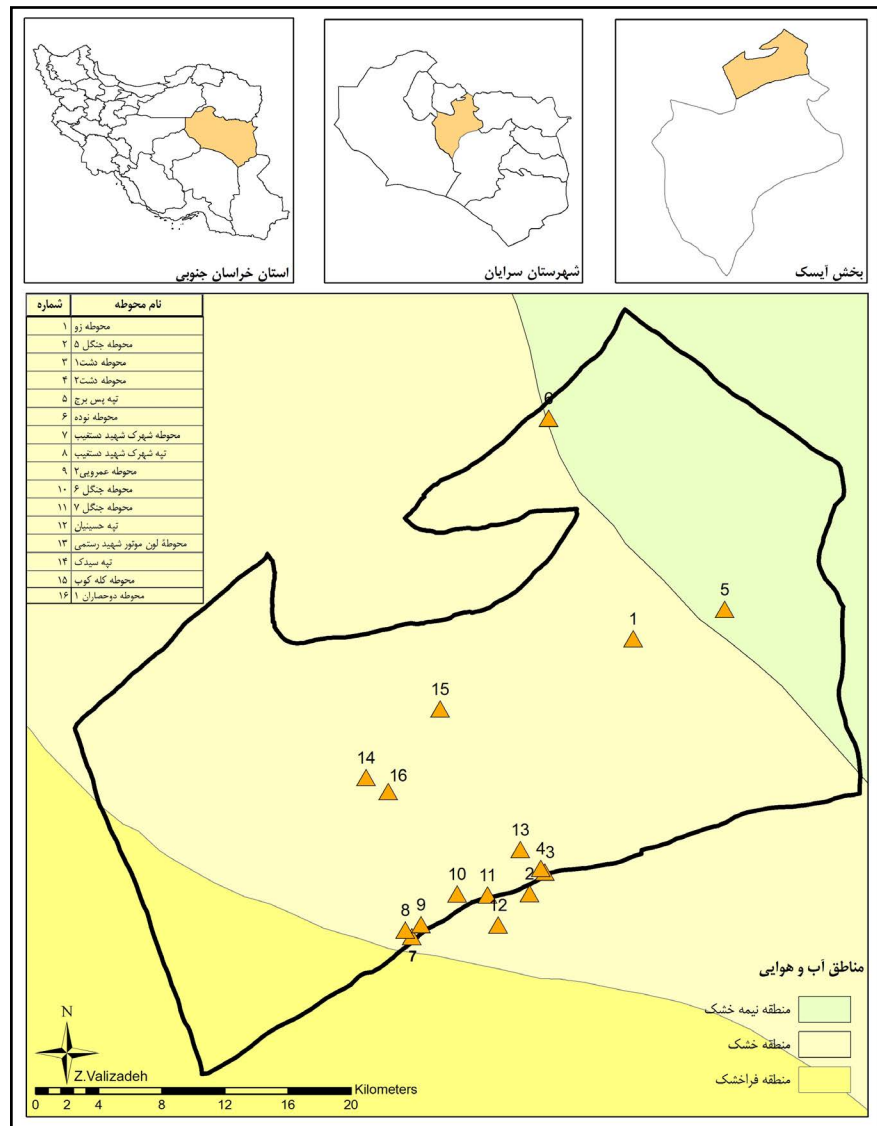 استان خراسان جنوبی
شهرستان سرایان
بخش آیسک
شماره نام محوطه
۱ محوطه زو
۲ محوطه جنگل ۵
۳ محوطه دشت۱
۴ محوطه دشت۲
۵ تپه پس برج
۶ محوطه نوده
۷ محوطه شهرک شهید دستغیب
۸ تپه شهرک شهید دستغیب
۹ محوطه عمرویی۲
۱۰ محوطه جنگل ۶
۱۱ محوطه جنگل ۷
۱۲ تپه حسینیان
۱۳ محوطۀ لون موتور شهید رستمی
۱۴ تپه سیدک
۱۵ محوطه کله کوب
۱۶ محوطه دوحصاران ۱
6
5
1
15
14
16
13
4
3
10
11
2
9
12
8
7
مناطق آب و هوایی
منطقه نیمه خشک
منطقه خشک
منطقه فراخشک
N
Z.Valizadeh
Kilometers
0 2 4 8 12 16 20